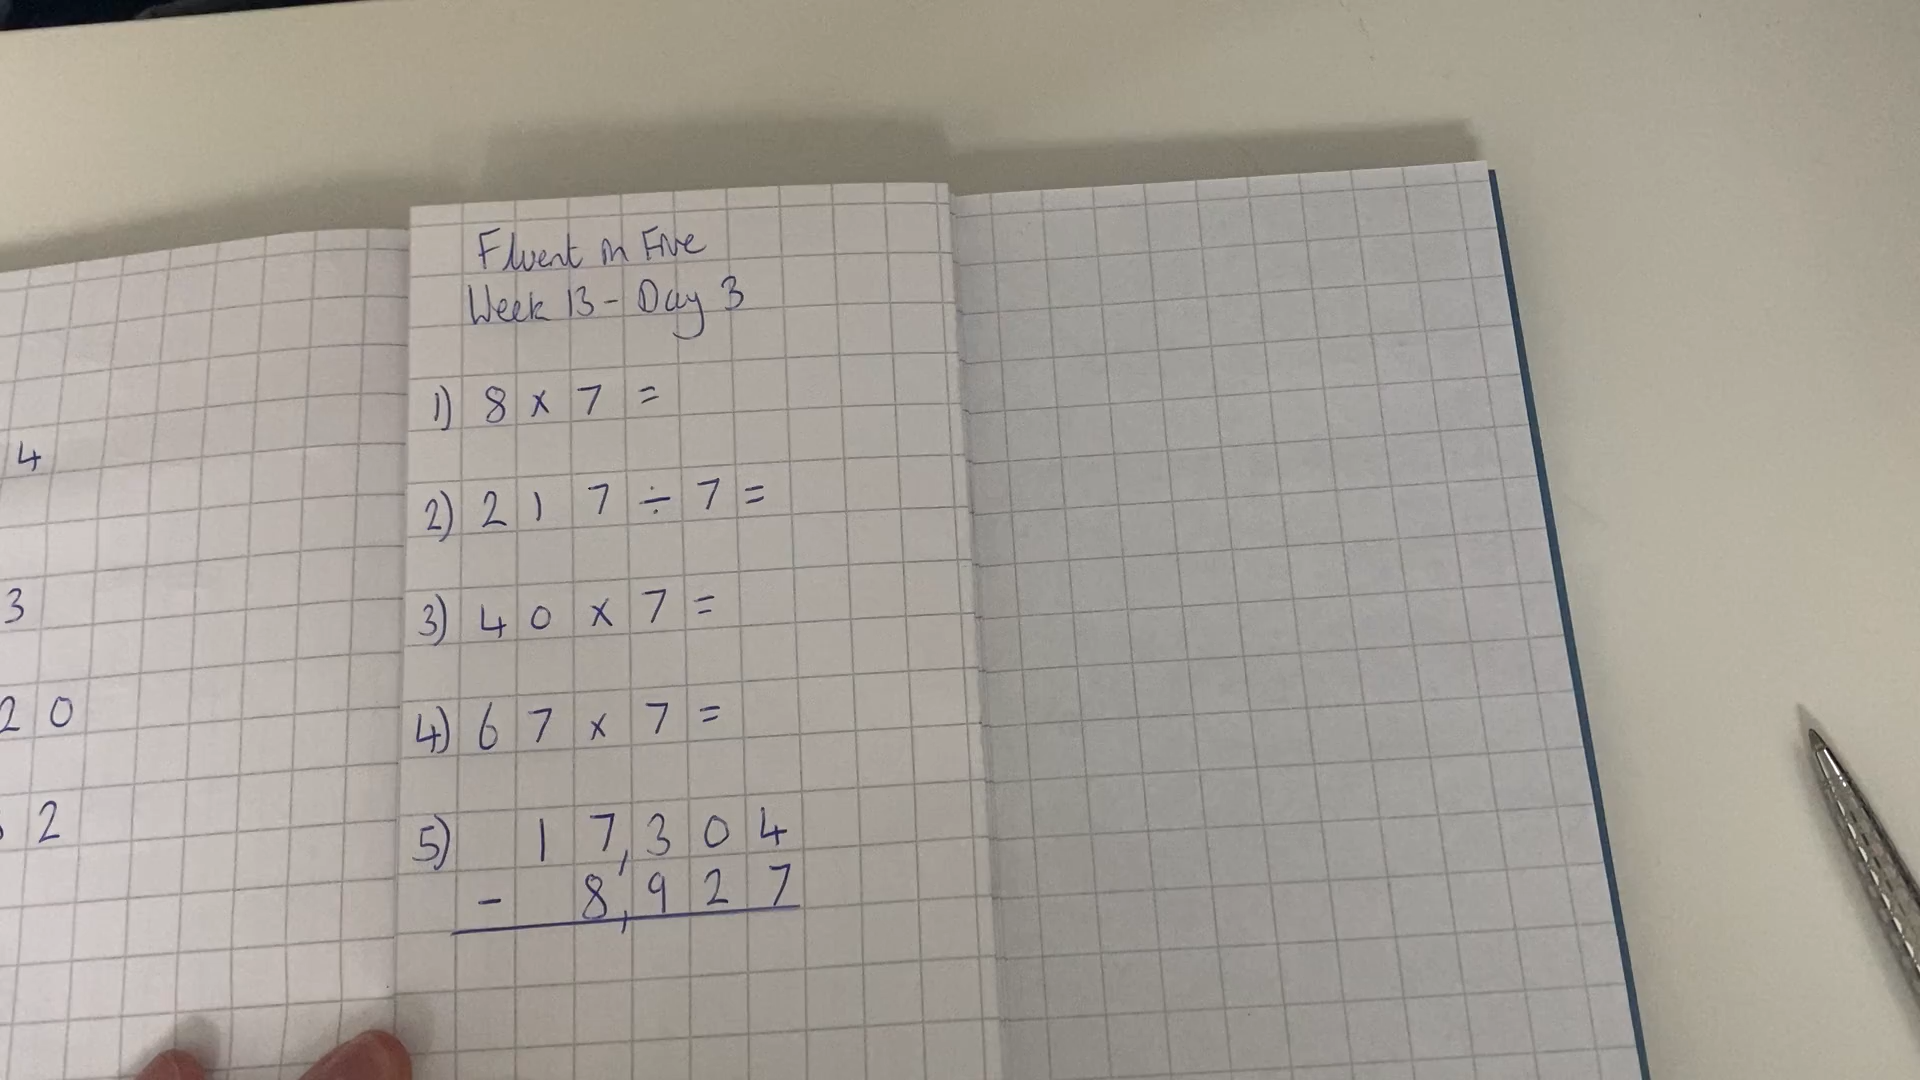 Fluent in Five
Week 13 - Day 3
1) 8 × 7 =
2) 217 ÷ 7 =
3) 40 × 7 =
4) 67 × 7 =
5) 17,304
- 8,927
4
3
20
2